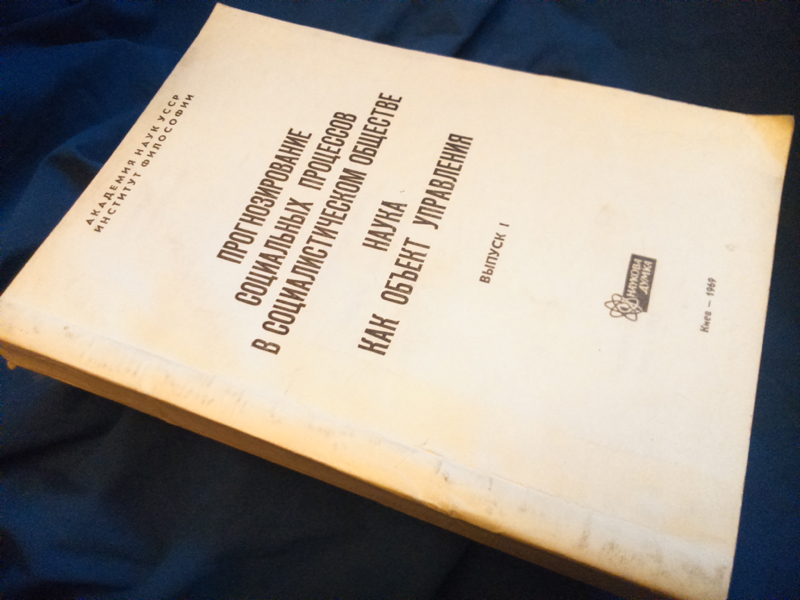 АКАДЕМИЯ НАУК УССР
ИНСТИТУТ ФИЛОСОФИИ
ПРОГНОЗИРОВАНИЕ
СОЦИАЛЬНЫХ ПРОЦЕССОВ
В СОЦИАЛИСТИЧЕСКОМ ОБЩЕСТВЕ
НАУКА
КАК ОБЪЕКТ УПРАВЛЕНИЯ
ВЫПУСК I
НАУКОВА
ДУМКА
Киев — 1969